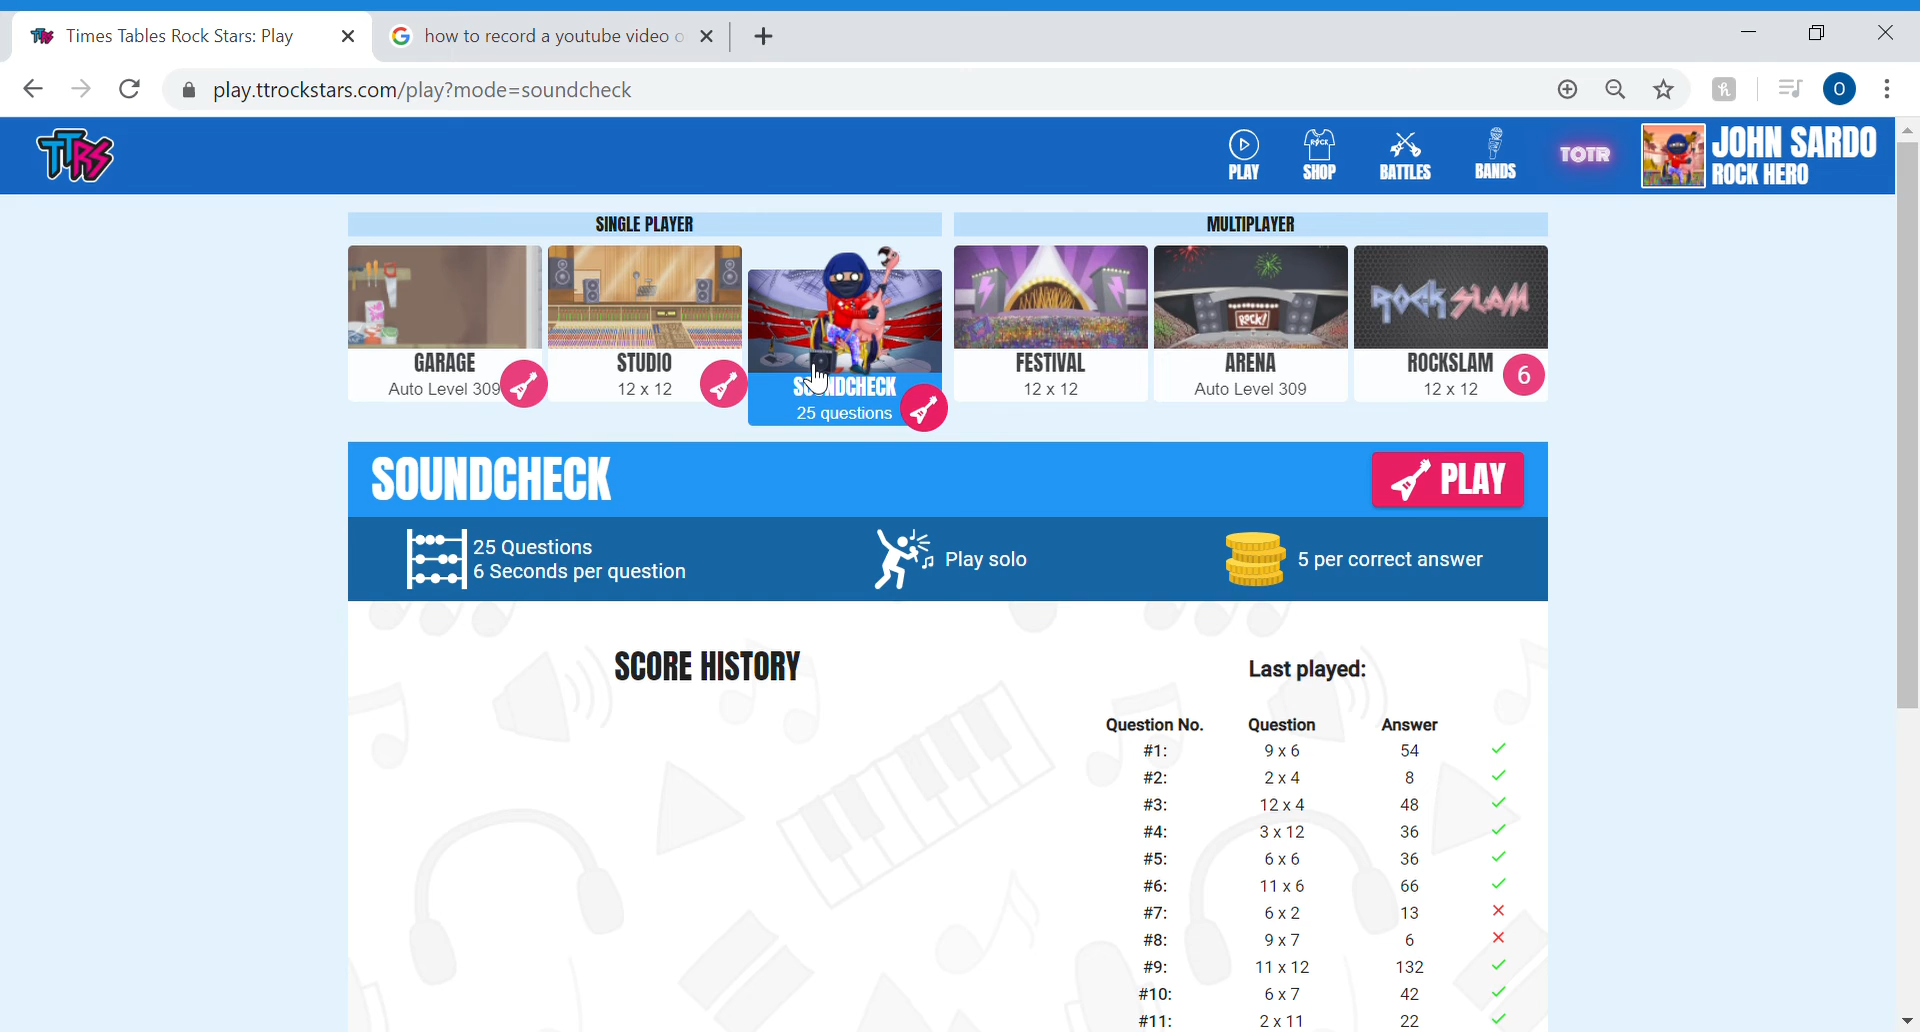 Times Tables Rock Stars: Play
how to record a youtube video o
play.ttrockstars.com/play?mode=soundcheck
O
TTRS
PLAY
SHOP
BATTLES
BANDS
TOTR
JOHN SARDO
ROCK HERO
SINGLE PLAYER
MULTIPLAYER
GARAGE
Auto Level 309
STUDIO
12 x 12
SOUNDCHECK
25 questions
FESTIVAL
12 x 12
ROCK!
ARENA
Auto Level 309
ROCK SLAM
ROCKSLAM
12 x 12
6
SOUNDCHECK
PLAY
25 Questions
6 Seconds per question
Play solo
5 per correct answer
SCORE HISTORY
Last played:
Question No. Question Answer
#1: 9 x 6 54
#2: 2 x 4 8
#3: 12 x 4 48
#4: 3 x 12 36
#5: 6 x 6 36
#6: 11 x 6 66
#7: 6 x 2 13
#8: 9 x 7 6
#9: 11 x 12 132
#10: 6 x 7 42
#11: 2 x 11 22